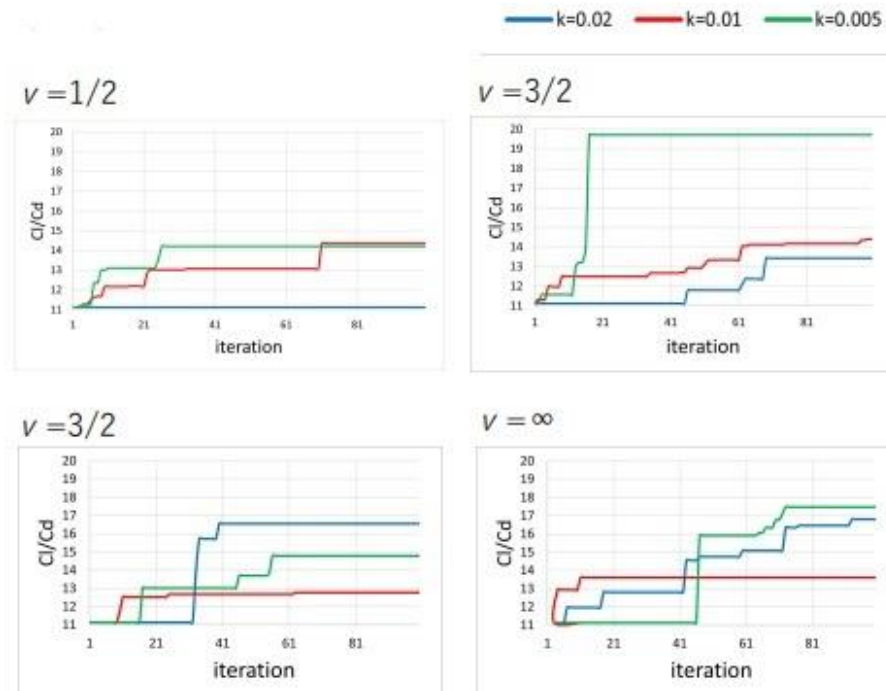 k=0.02 k=0.01 k=0.005
v = 1/2
20
19
18
17
16
15
14
13
12
11
Cl/Cd
1 21 41 61 81
iteration
v = 3/2
20
19
18
17
16
15
14
13
12
11
Cl/Cd
1 21 41 61 81
iteration
v = 3/2
20
19
18
17
16
15
14
13
12
11
Cl/Cd
1 21 41 61 81
iteration
v = ∞
20
19
18
17
16
15
14
13
12
11
Cl/Cd
1 21 41 61 81
iteration